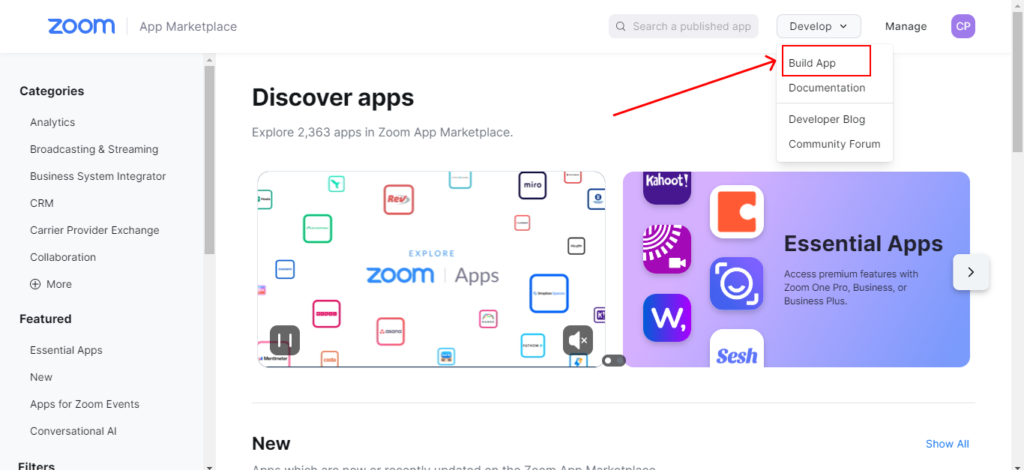 zoom App Marketplace
Search a published app
Develop
Manage
CP
Build App
Documentation
Developer Blog
Community Forum
Categories
Analytics
Broadcasting & Streaming
Business System Integrator
CRM
Carrier Provider Exchange
Collaboration
More
Featured
Essential Apps
New
Apps for Zoom Events
Conversational AI
Filters
Discover apps
Explore 2,363 apps in Zoom App Marketplace.
Rev
miro
EXPLORE
zoom Apps
asana
coda
Kahoot!
W,
Sesh
Essential Apps
Access premium features with
Zoom One Pro, Business, or
Business Plus.
New
Show All
Apps which are new or recently updated on the Zoom App Marketplace.